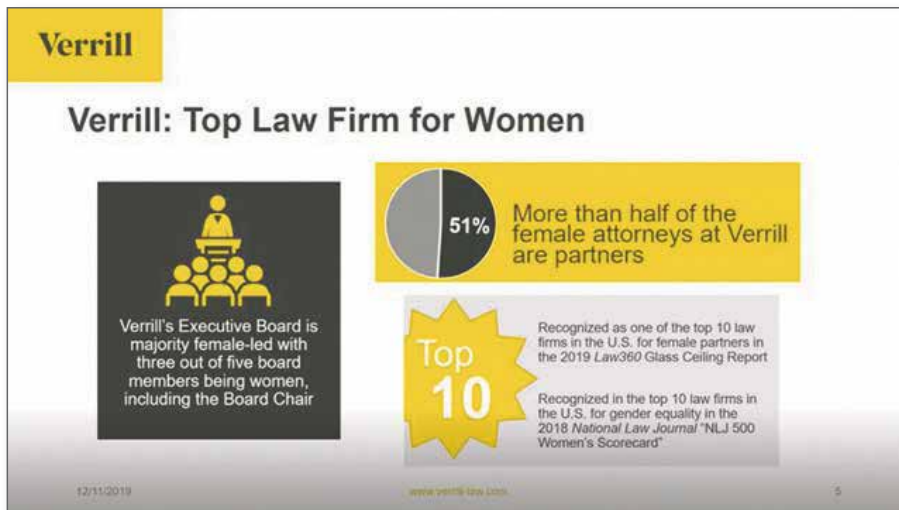 Verrill
Verrill: Top Law Firm for Women
Verrill's Executive Board is
majority female-led with
three out of five board
members being women,
including the Board Chair
51%
More than half of the
female attorneys at Verrill
are partners
Top
10
Recognized as one of the top 10 law
firms in the U.S. for female partners in
the 2019 Law360 Glass Ceiling Report
Recognized in the top 10 law firms in
the U.S. for gender equality in the
2018 National Law Journal "NLJ 500
Women's Scorecard"
12/11/2019
www.verrill-law.com
5